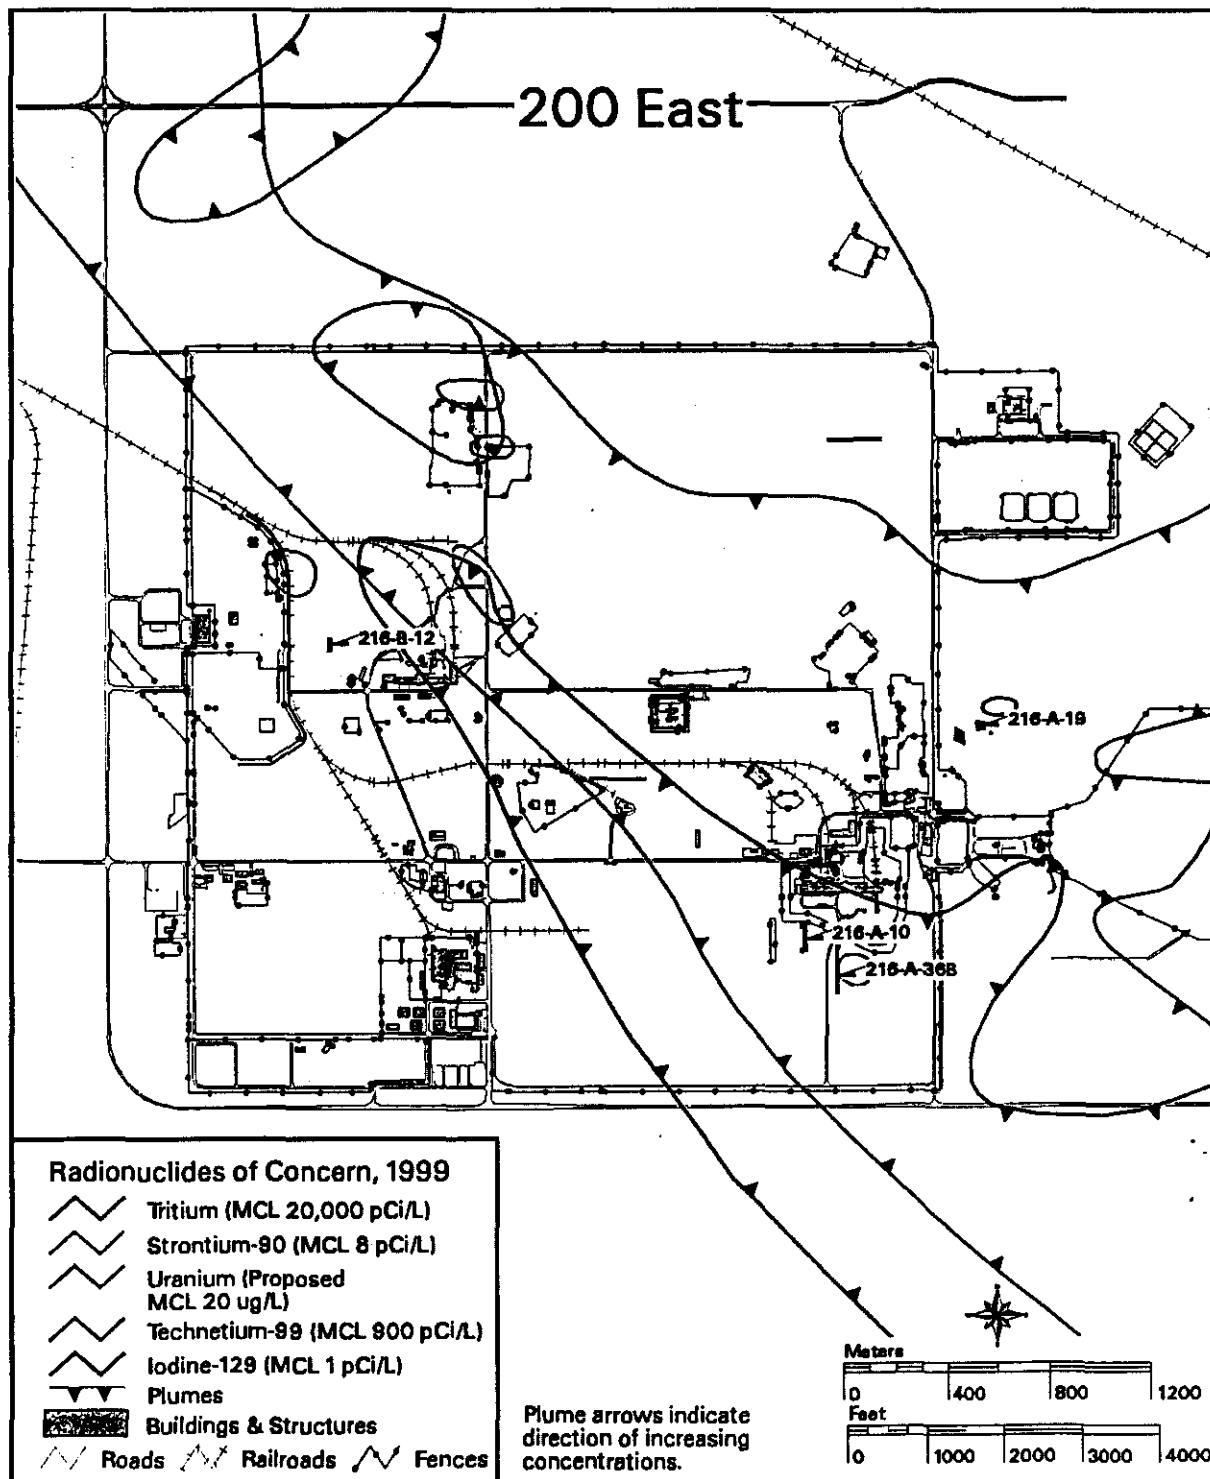 200 East
216-B-12
216-A-19
216-A-10
216-A-36B
Radionuclides of Concern, 1999
Tritium (MCL 20,000 pCi/L)
Strontium-90 (MCL 8 pCi/L)
Uranium (Proposed
MCL 20 ug/L)
Technetium-99 (MCL 900 pCi/L)
Iodine-129 (MCL 1 pCi/L)
Plumes
Buildings & Structures
Roads Railroads Fences
Plume arrows indicate
direction of increasing
concentrations.
Meters
0 400 800 1200
Feet
0 1000 2000 3000 4000